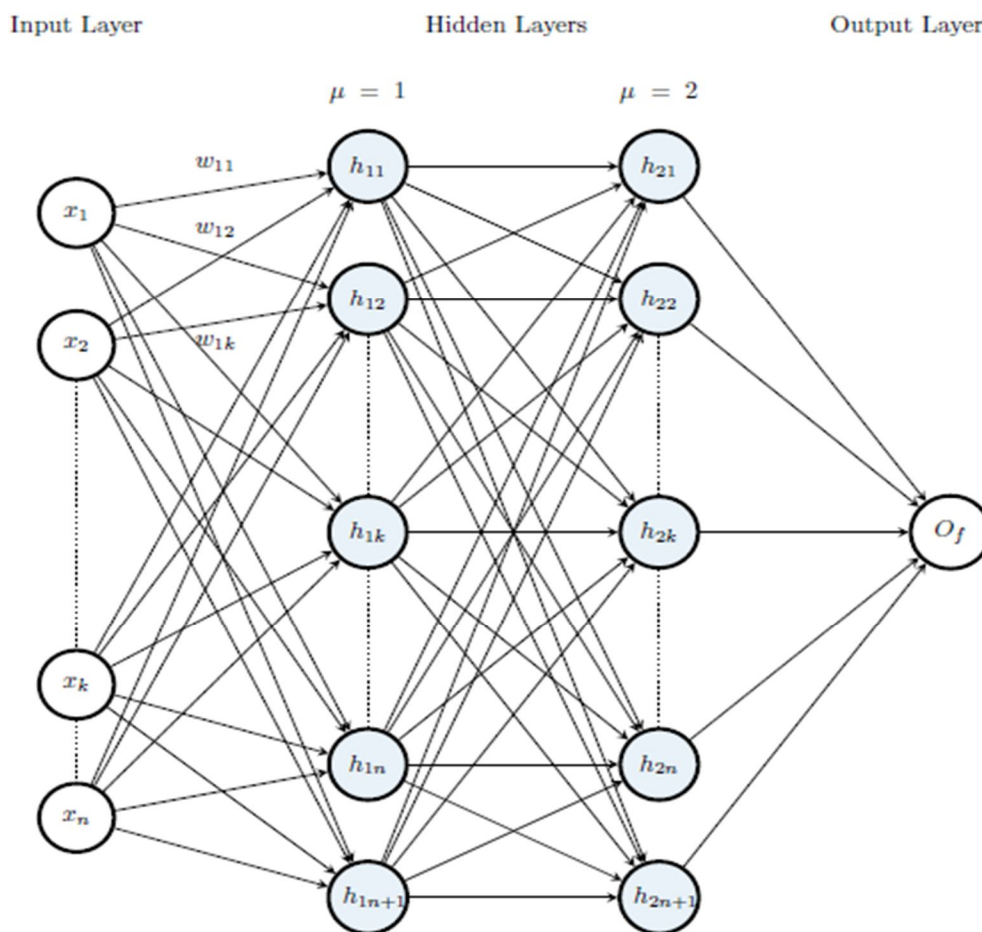 Input Layer Hidden Layers Output Layer
μ = 1 μ = 2
w₁₁ h₁₁ h₂₁
x₁
w₁₂
h₁₂ h₂₂
x₂ w₁ₖ
h₁ₖ h₂ₖ O_f
xₖ
h₁ₙ h₂ₙ
xₙ
h₁ₙ₊₁ h₂ₙ₊₁